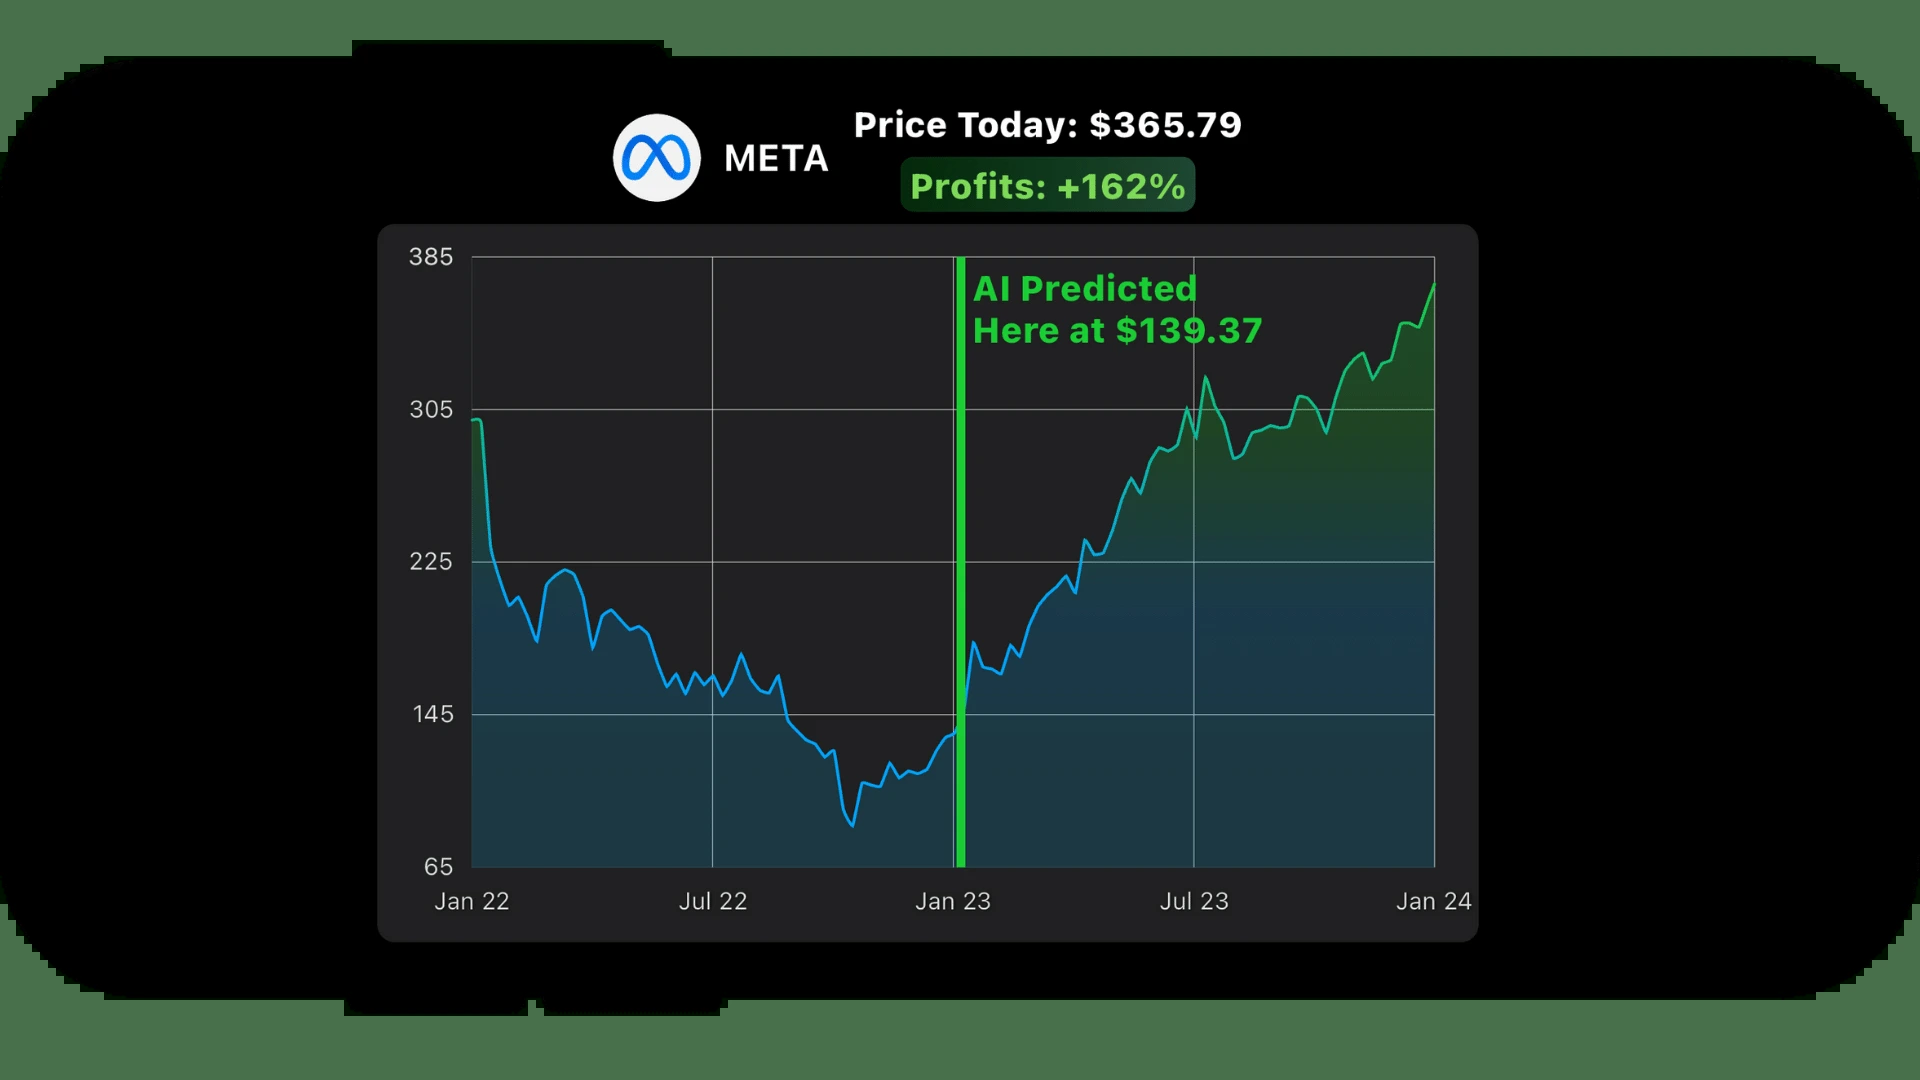 META
Price Today: $365.79
Profits: +162%
385
305
225
145
65
AI Predicted
Here at $139.37
Jan 22
Jul 22
Jan 23
Jul 23
Jan 24